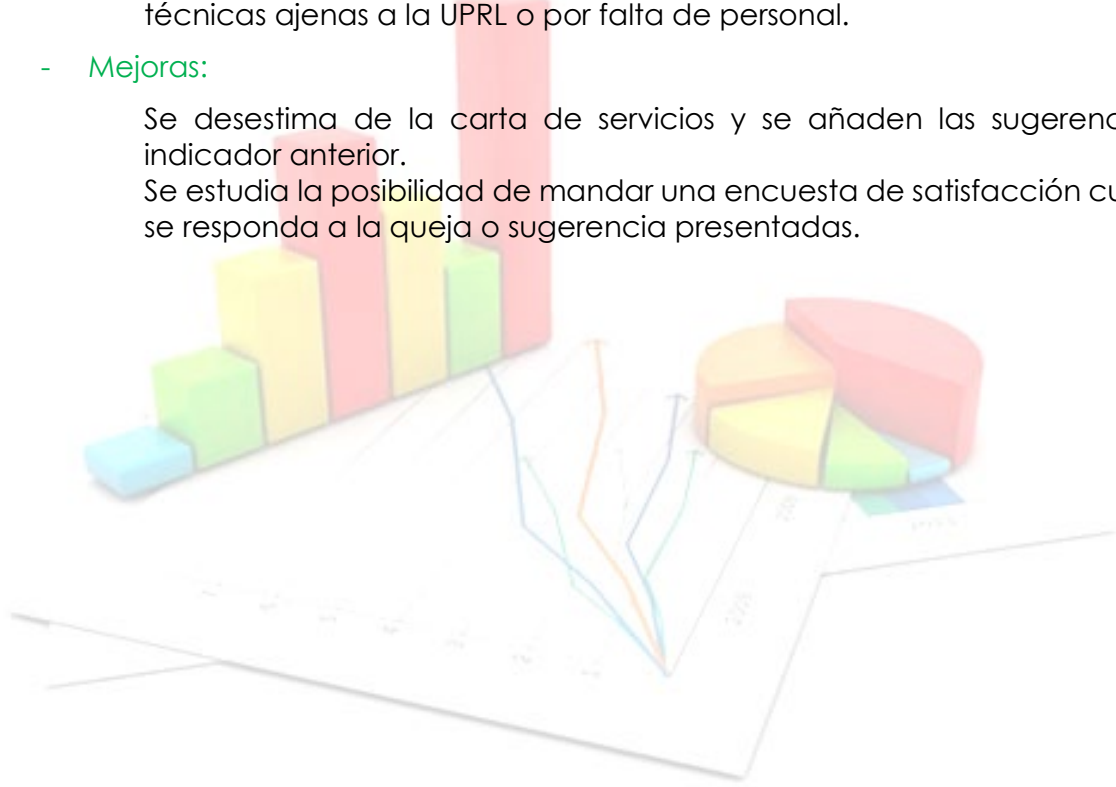 técnicas ajenas a la UPRL o por falta de personal.
- Mejoras:
Se desestima de la carta de servicios y se añaden las
indicador anterior.
Se estudia la posibilidad de mandar una encuesta de satisfacción
se responda a la queja o sugerencia presentadas.